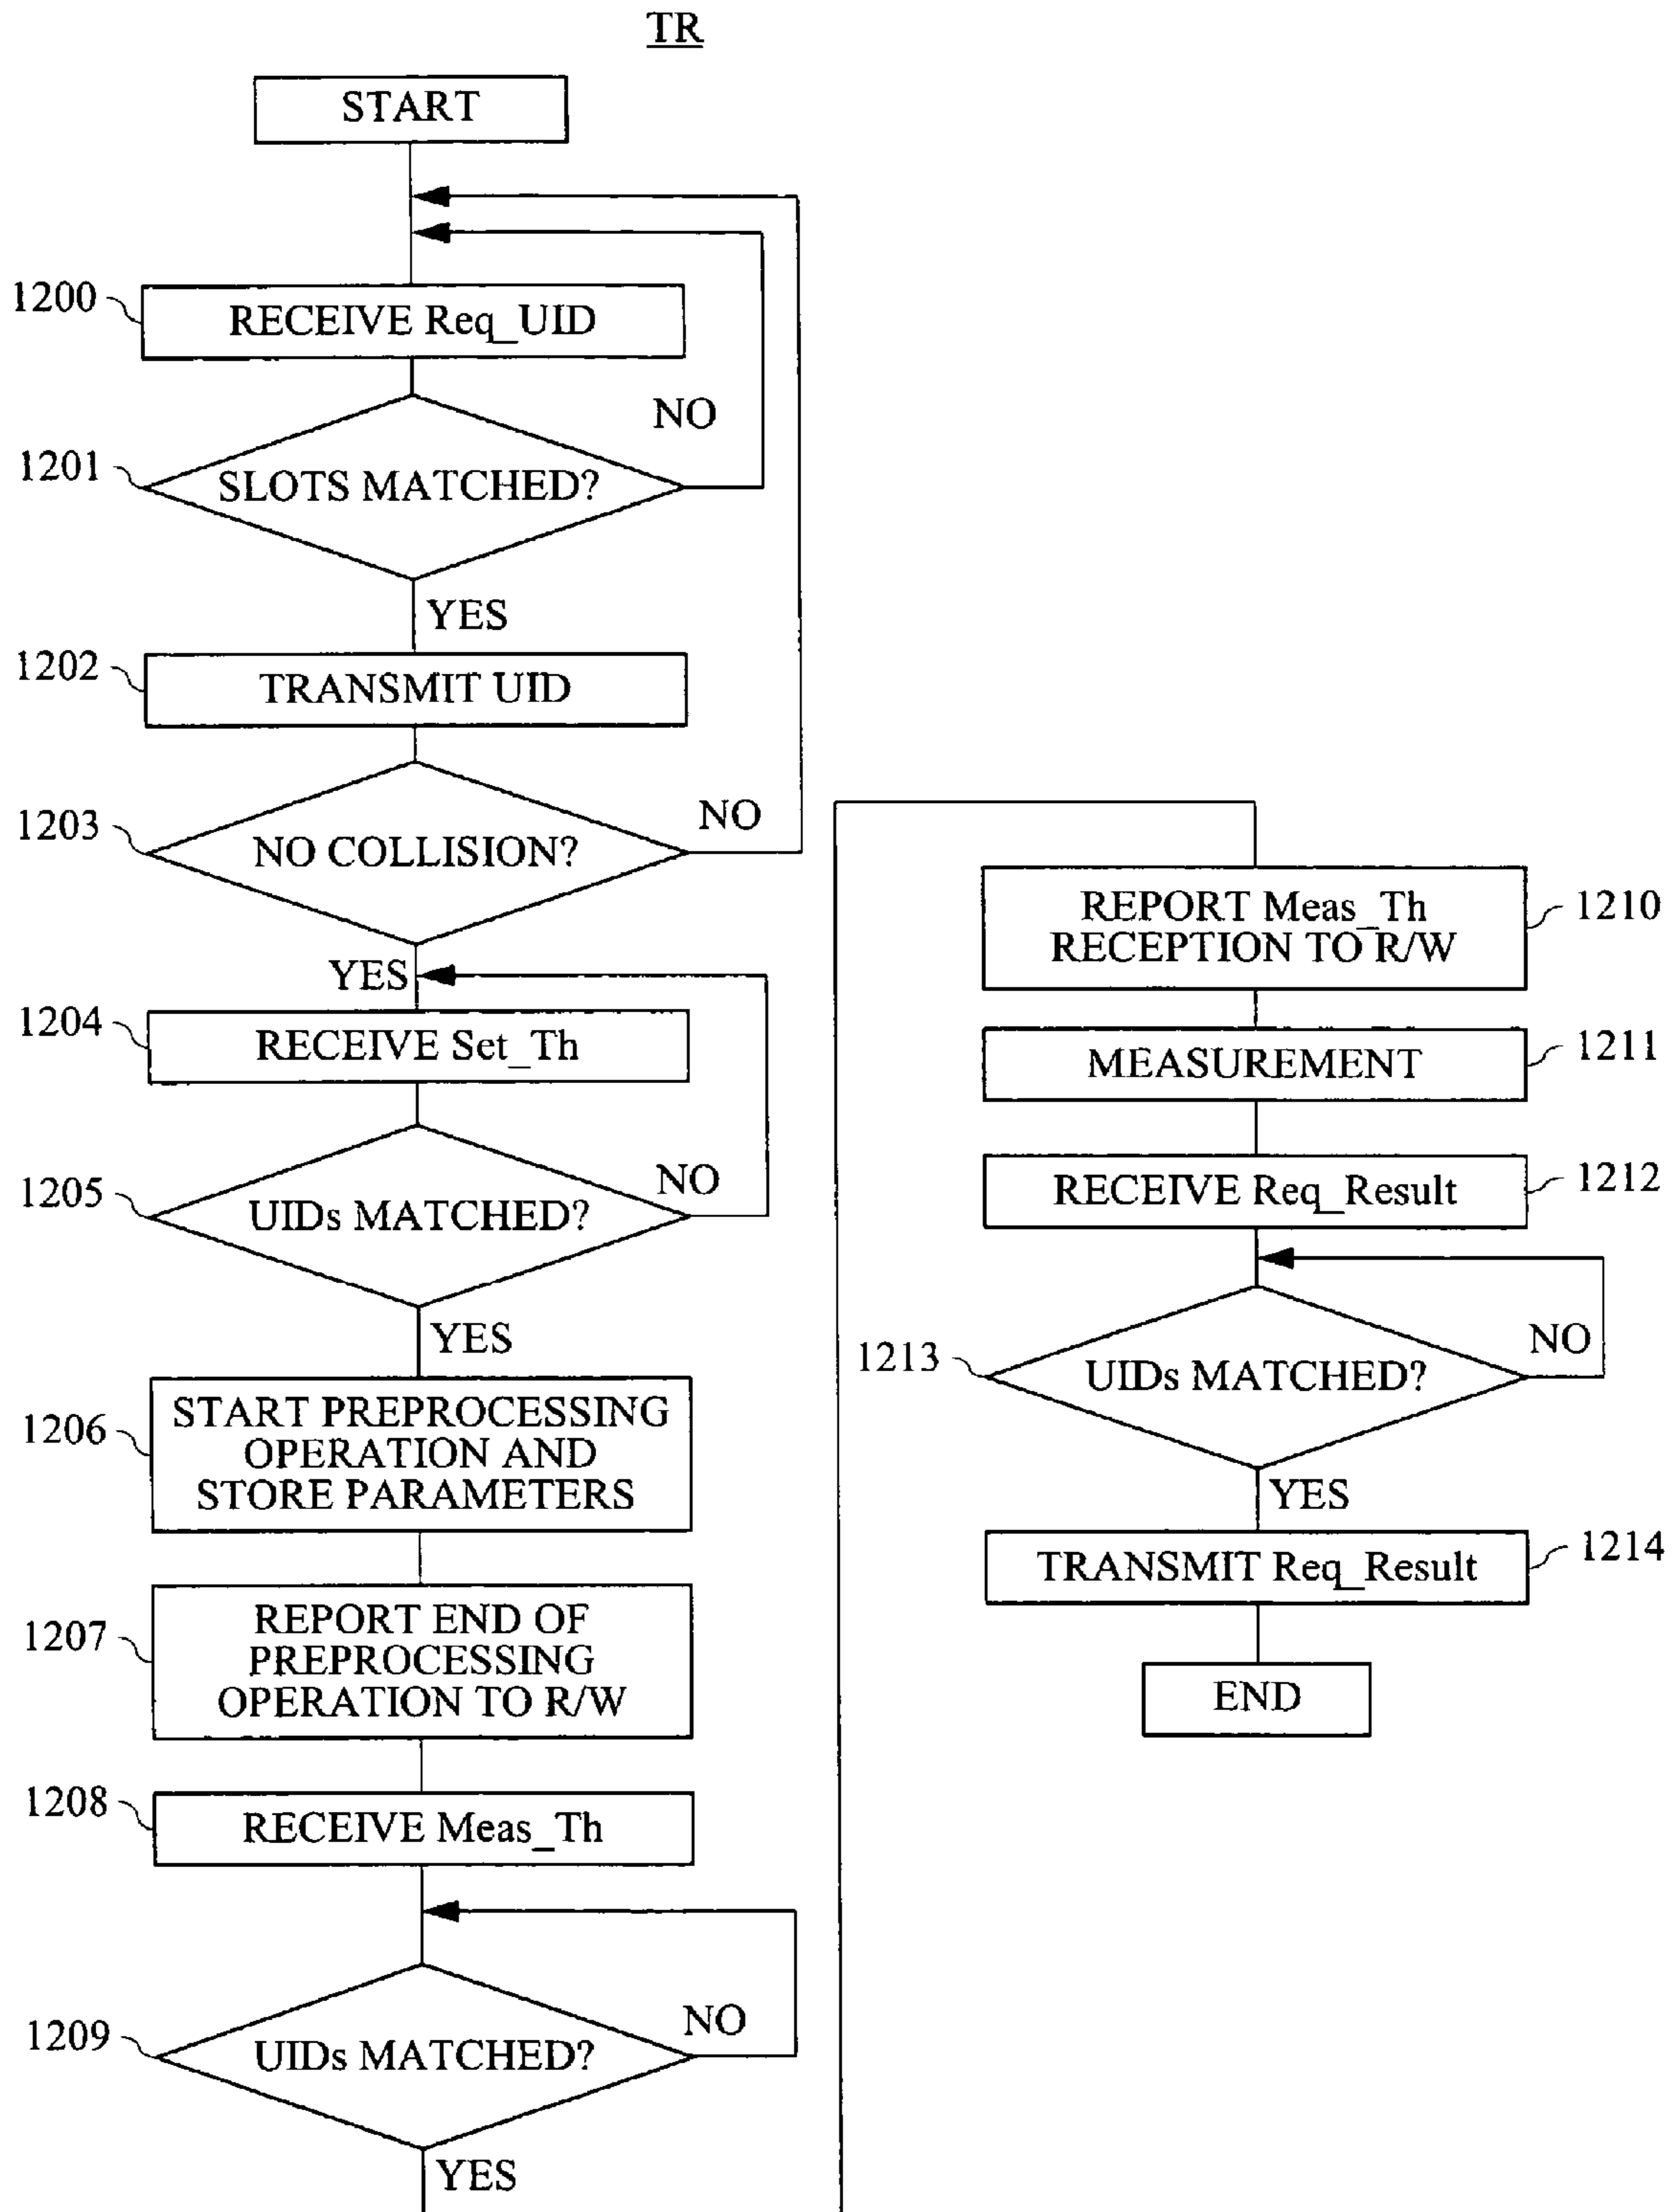 TR
START
1200
RECEIVE Req_UID
NO
1201
SLOTS MATCHED?
YES
1202
TRANSMIT UID
1203
NO COLLISION?
NO
YES
1204
RECEIVE Set_Th
1205
UIDs MATCHED?
NO
YES
1206
START PREPROCESSING
OPERATION AND
STORE PARAMETERS
1207
REPORT END OF
PREPROCESSING
OPERATION TO R/W
1208
RECEIVE Meas_Th
1209
UIDs MATCHED?
NO
YES
REPORT Meas_Th
RECEPTION TO R/W
1210
MEASUREMENT
1211
RECEIVE Req_Result
1212
1213
UIDs MATCHED?
NO
YES
TRANSMIT Req_Result
1214
END